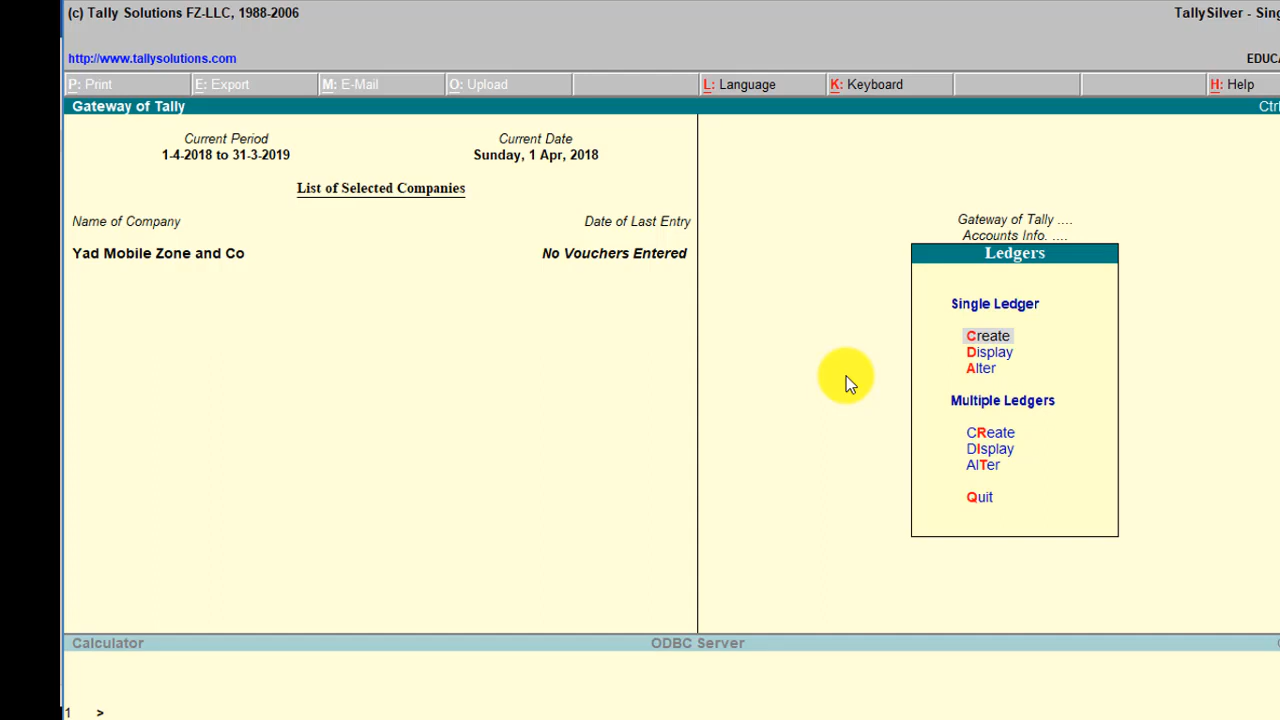 (c) Tally Solutions FZ-LLC, 1988-2006
TallySilver - Sing
http://www.tallysolutions.com
EDUCA
P: Print E: Export M: E-Mail O: Upload L: Language K: Keyboard H: Help
Gateway of Tally
Ctrl
Current Period Current Date
1-4-2018 to 31-3-2019 Sunday, 1 Apr, 2018
List of Selected Companies
Name of Company Date of Last Entry
Yad Mobile Zone and Co No Vouchers Entered
Gateway of Tally ....
Accounts Info. ....
Ledgers
Single Ledger
Create
Display
Alter
Multiple Ledgers
CReate
DIsplay
AlTer
Quit
Calculator ODBC Server
1 >